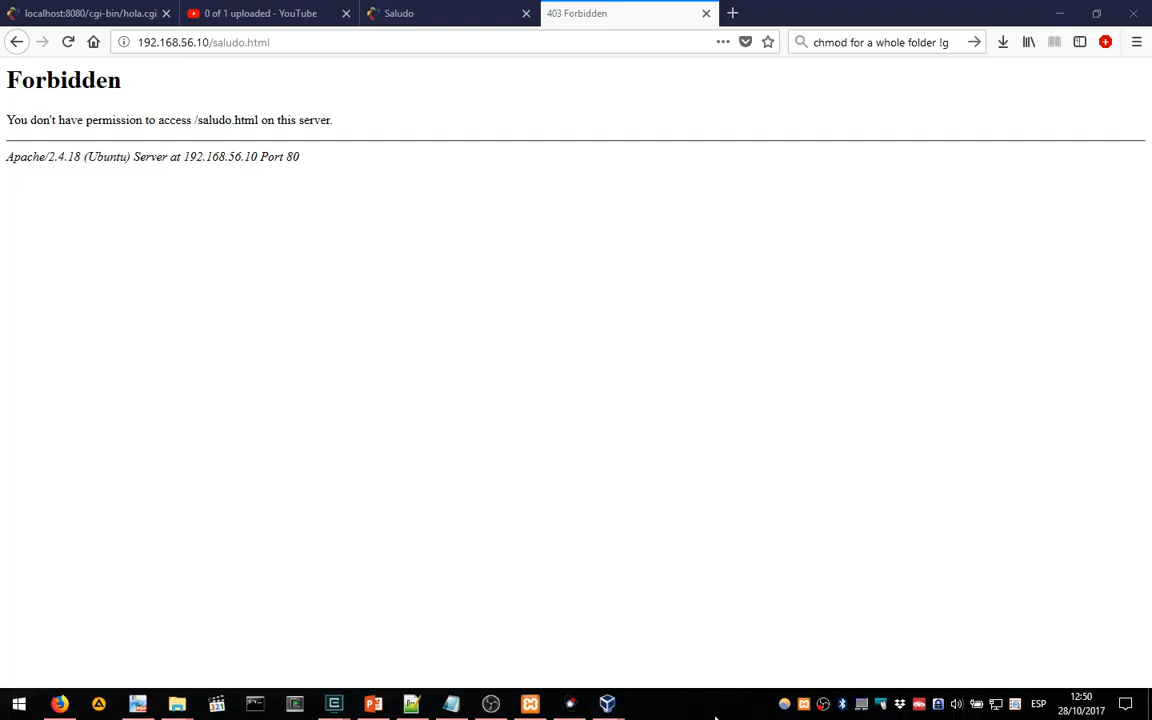 localhost:8080/cgi-bin/hola.cgi
0 of 1 uploaded - YouTube
Saludo
403 Forbidden
192.168.56.10/saludo.html
chmod for a whole folder !g
Forbidden
You don't have permission to access /saludo.html on this server.
Apache/2.4.18 (Ubuntu) Server at 192.168.56.10 Port 80
ESP
12:50
28/10/2017